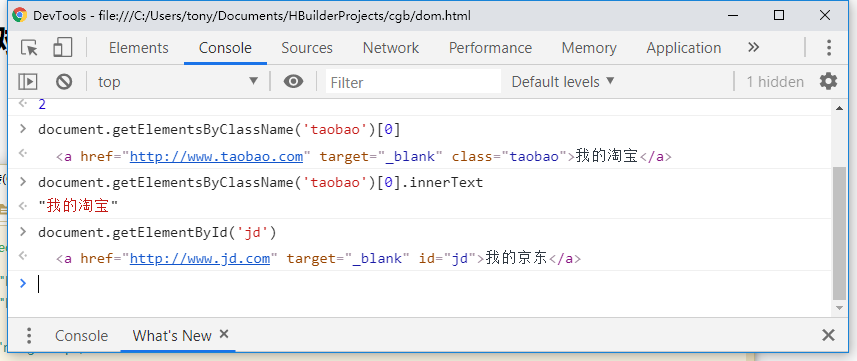 DevTools - file:///C:/Users/tony/Documents/HBuilderProjects/cgb/dom.html
Elements Console Sources Network Performance Memory Application »
top Filter Default levels 1 hidden
2
document.getElementsByClassName('taobao')[0]
<a href="http://www.taobao.com" target="_blank" class="taobao">我的淘宝</a>
document.getElementsByClassName('taobao')[0].innerText
"我的淘宝"
document.getElementById('jd')
<a href="http://www.jd.com" target="_blank" id="jd">我的京东</a>
Console What's New